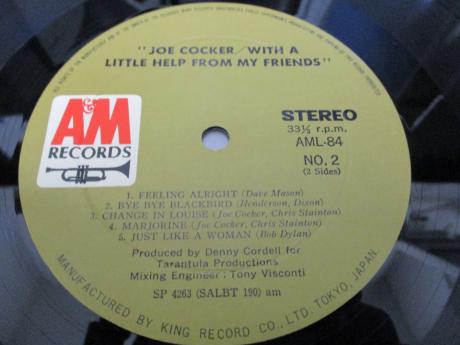 "JOE COCKER/WITH A
LITTLE HELP FROM MY FRIENDS"
A&M
RECORDS
STEREO
33⅓ r.p.m.
AML-84
NO. 2
(2 Sides)
1. FEELING ALRIGHT (Dave Mason)
2. BYE BYE BLACKBIRD (Henderson, Dixon)
3. CHANGE IN LOUISE (Joe Cocker, Chris Stainton)
4. MARJORINE (Joe Cocker, Chris Stainton)
5. JUST LIKE A WOMAN (Bob Dylan)
Produced by Denny Cordell for
Tarantula Productions
Mixing Engineer : Tony Visconti
SP 4263 (SALBT 190) am
MANUFACTURED BY KING RECORD CO., LTD. TOKYO, JAPAN.